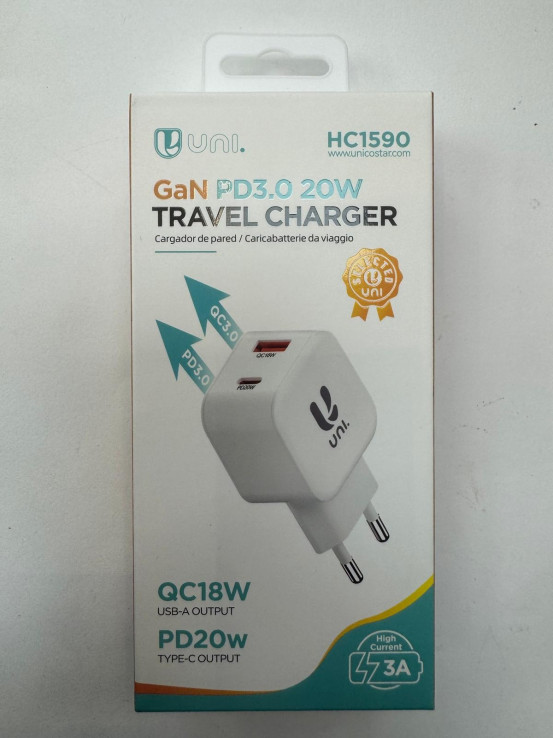 UNI.
HC1590
www.unicostar.com
GaN PD3.0 20W
TRAVEL CHARGER
Cargador de pared / Caricabatterie da viaggio
SELECTED
UNI
QC3.0
PD3.0
QC18W
PD20W
UNI.
QC18W
USB-A OUTPUT
PD20W
TYPE-C OUTPUT
High
Current
3A